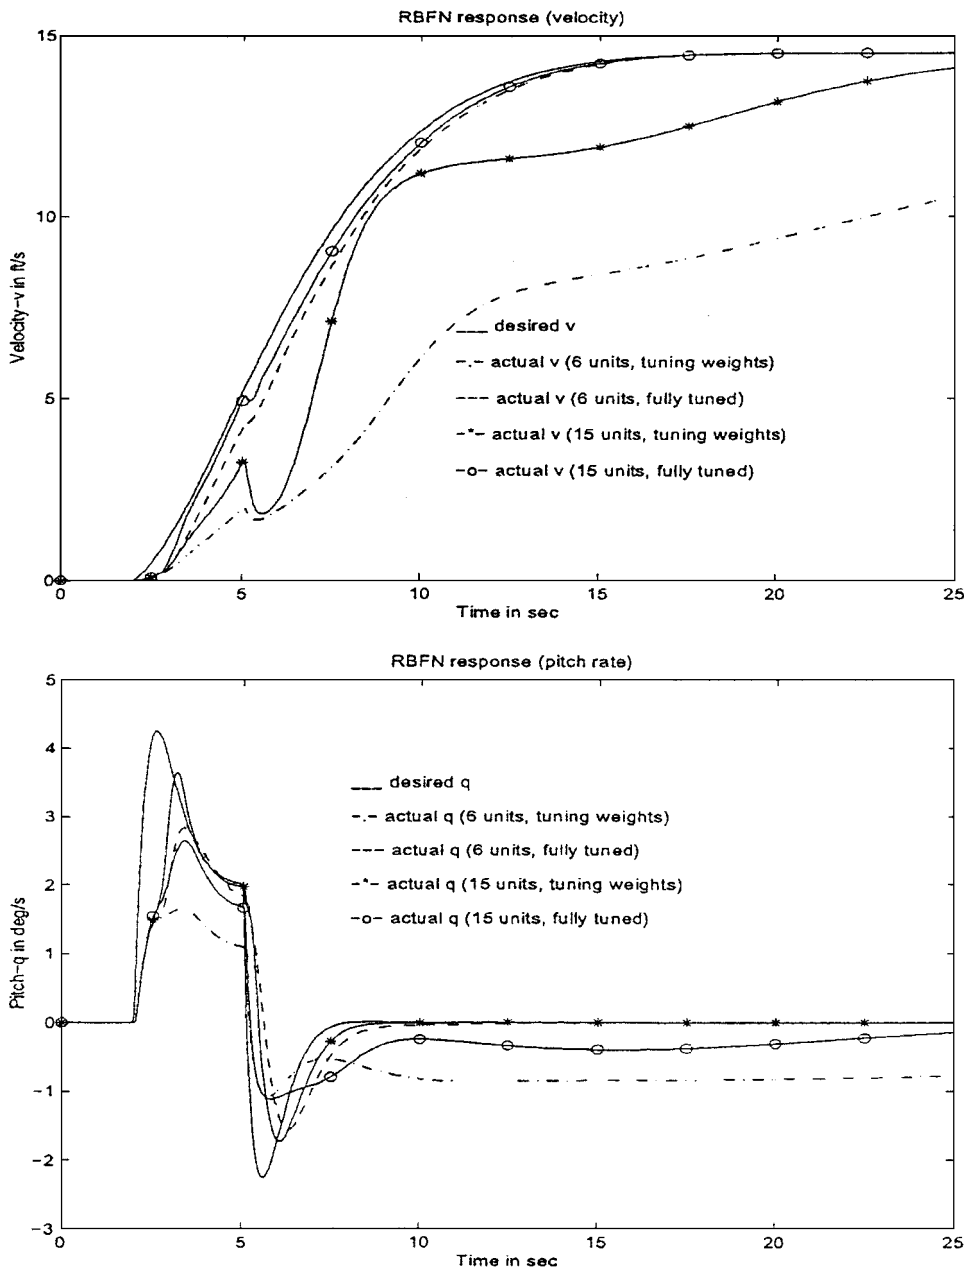 RBFN response (velocity)
15
10
5
0
Velocity-v in ft/s
desired v
actual v (6 units, tuning weights)
actual v (6 units, fully tuned)
actual v (15 units, tuning weights)
actual v (15 units, fully tuned)
0 5 10 15 20 25
Time in sec
RBFN response (pitch rate)
5
4
3
2
1
0
-1
-2
-3
Pitch-q in deg/s
desired q
actual q (6 units, tuning weights)
actual q (6 units, fully tuned)
actual q (15 units, tuning weights)
actual q (15 units, fully tuned)
0 5 10 15 20 25
Time in sec